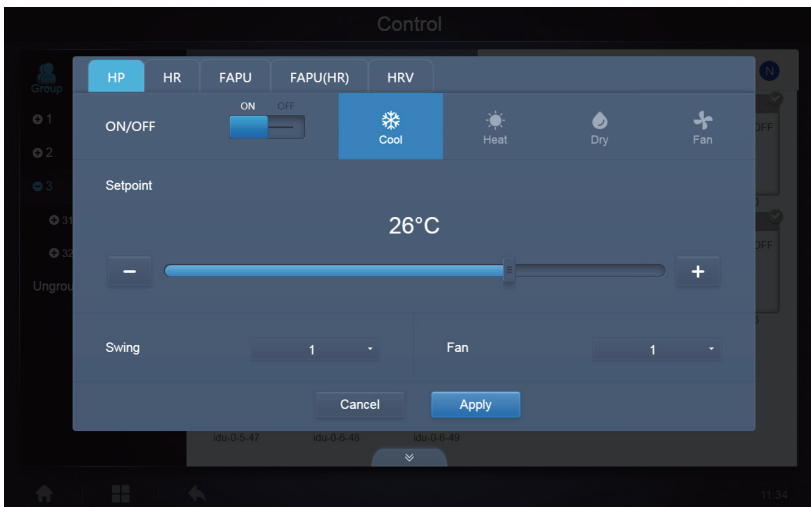 Control
HP HR FAPU FAPU(HR) HRV
N
Group
ON OFF
ON/OFF
Cool Heat Dry Fan
1
OFF
2
3
Setpoint
31
26°C
32
OFF
Ungrou
Swing 1 Fan 1
Cancel Apply
idu-0-5-47 idu-0-6-48 idu-0-6-49
11:34